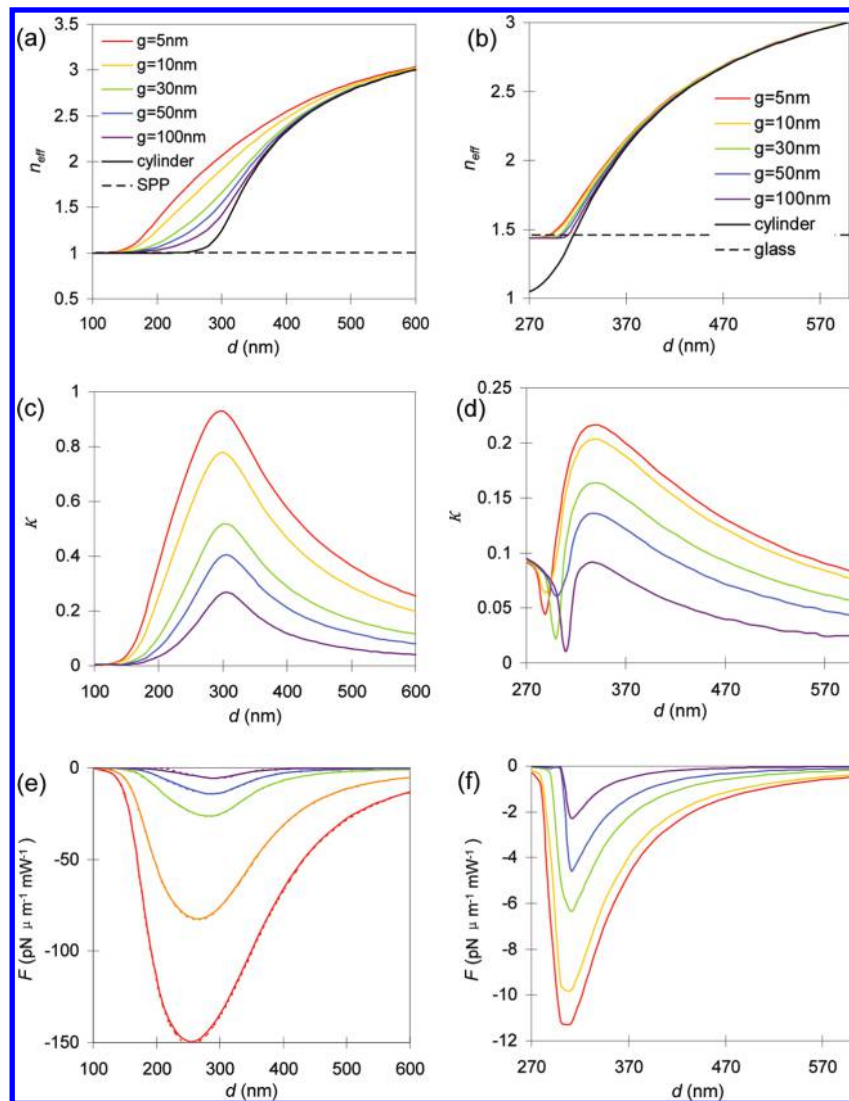 (a)
3.5
3
2.5
2
1.5
1
0.5
n_eff
g=5nm
g=10nm
g=30nm
g=50nm
g=100nm
cylinder
SPP
100 200 300 400 500 600
d (nm)
(b)
3
2.5
2
1.5
1
n_eff
g=5nm
g=10nm
g=30nm
g=50nm
g=100nm
cylinder
glass
270 370 470 570
d (nm)
(c)
1
0.8
0.6
0.4
0.2
0
κ
100 200 300 400 500 600
d (nm)
(d)
0.25
0.2
0.15
0.1
0.05
0
κ
270 370 470 570
d (nm)
(e)
0
-50
-100
-150
F (pN μ m⁻¹ mW⁻¹)
100 200 300 400 500 600
d (nm)
(f)
0
-2
-4
-6
-8
-10
-12
F (pN μ m⁻¹ mW⁻¹)
270 370 470 570
d (nm)